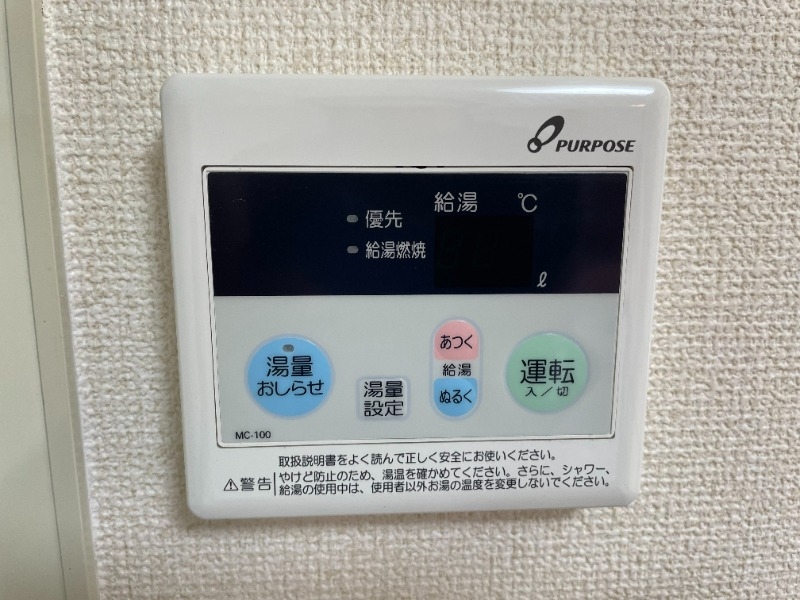 PURPOSE
給湯 ℃
優先
給湯燃焼
ℓ
湯量
おしらせ
湯量
設定
あつく
給湯
ぬるく
運転
入／切
MC-100
取扱説明書をよく読んで正しく安全にお使いください。
⚠警告 やけど防止のため、湯温を確かめてください。さらに、シャワー、
給湯の使用中は、使用者以外お湯の温度を変更しないでください。